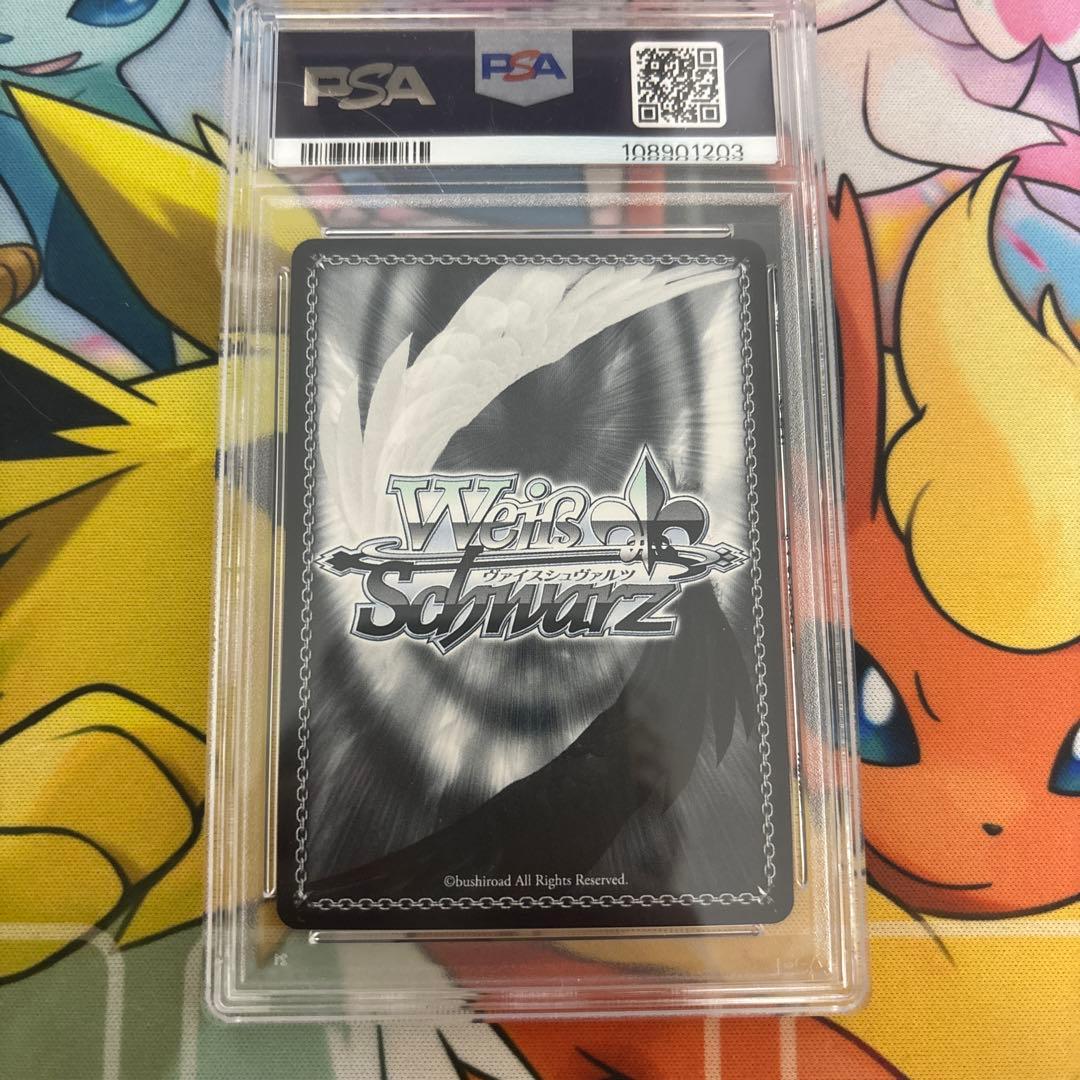 PSA
PSA
108901203
Weiß
ヴァイスシュヴァルツ
Schwarz
©bushiroad All Rights Reserved.